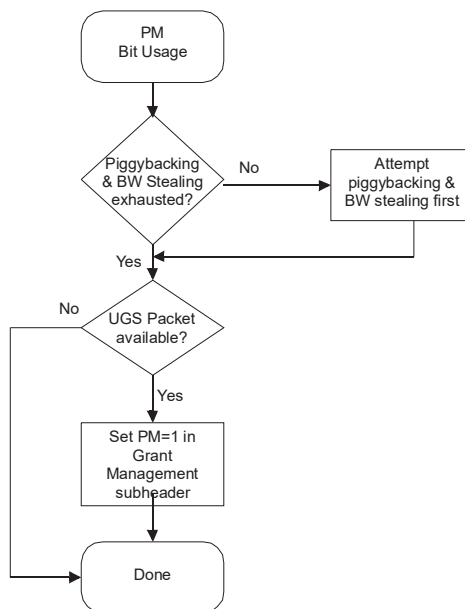 PM
Bit Usage
Piggybacking
& BW Stealing
exhausted?
No
Attempt
piggybacking &
BW stealing first
Yes
No
UGS Packet
available?
Yes
Set PM=1 in
Grant
Management
subheader
Done